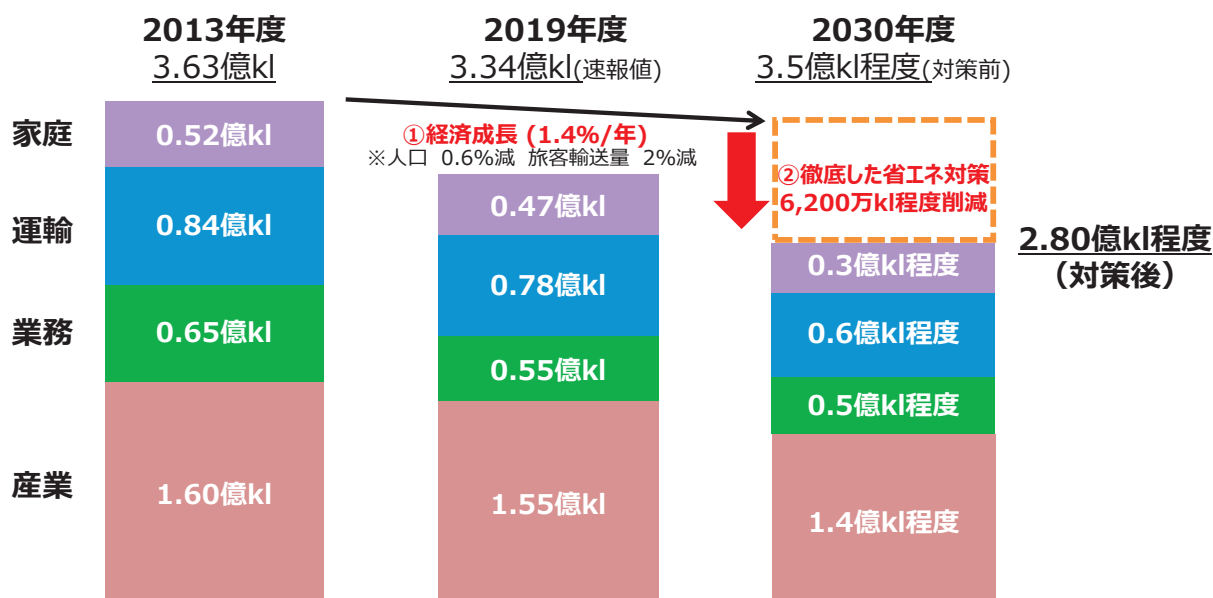 2013年度
3.63億kl
2019年度
3.34億kl(速報値)
2030年度
3.5億kl程度(対策前)
①経済成長 (1.4%/年)
※人口 0.6%減 旅客輸送量 2%減
②徹底した省エネ対策
6,200万kl程度削減
2.80億kl程度
（対策後）
家庭
0.52億kl
0.47億kl
0.3億kl程度
運輸
0.84億kl
0.78億kl
0.6億kl程度
業務
0.65億kl
0.55億kl
0.5億kl程度
産業
1.60億kl
1.55億kl
1.4億kl程度